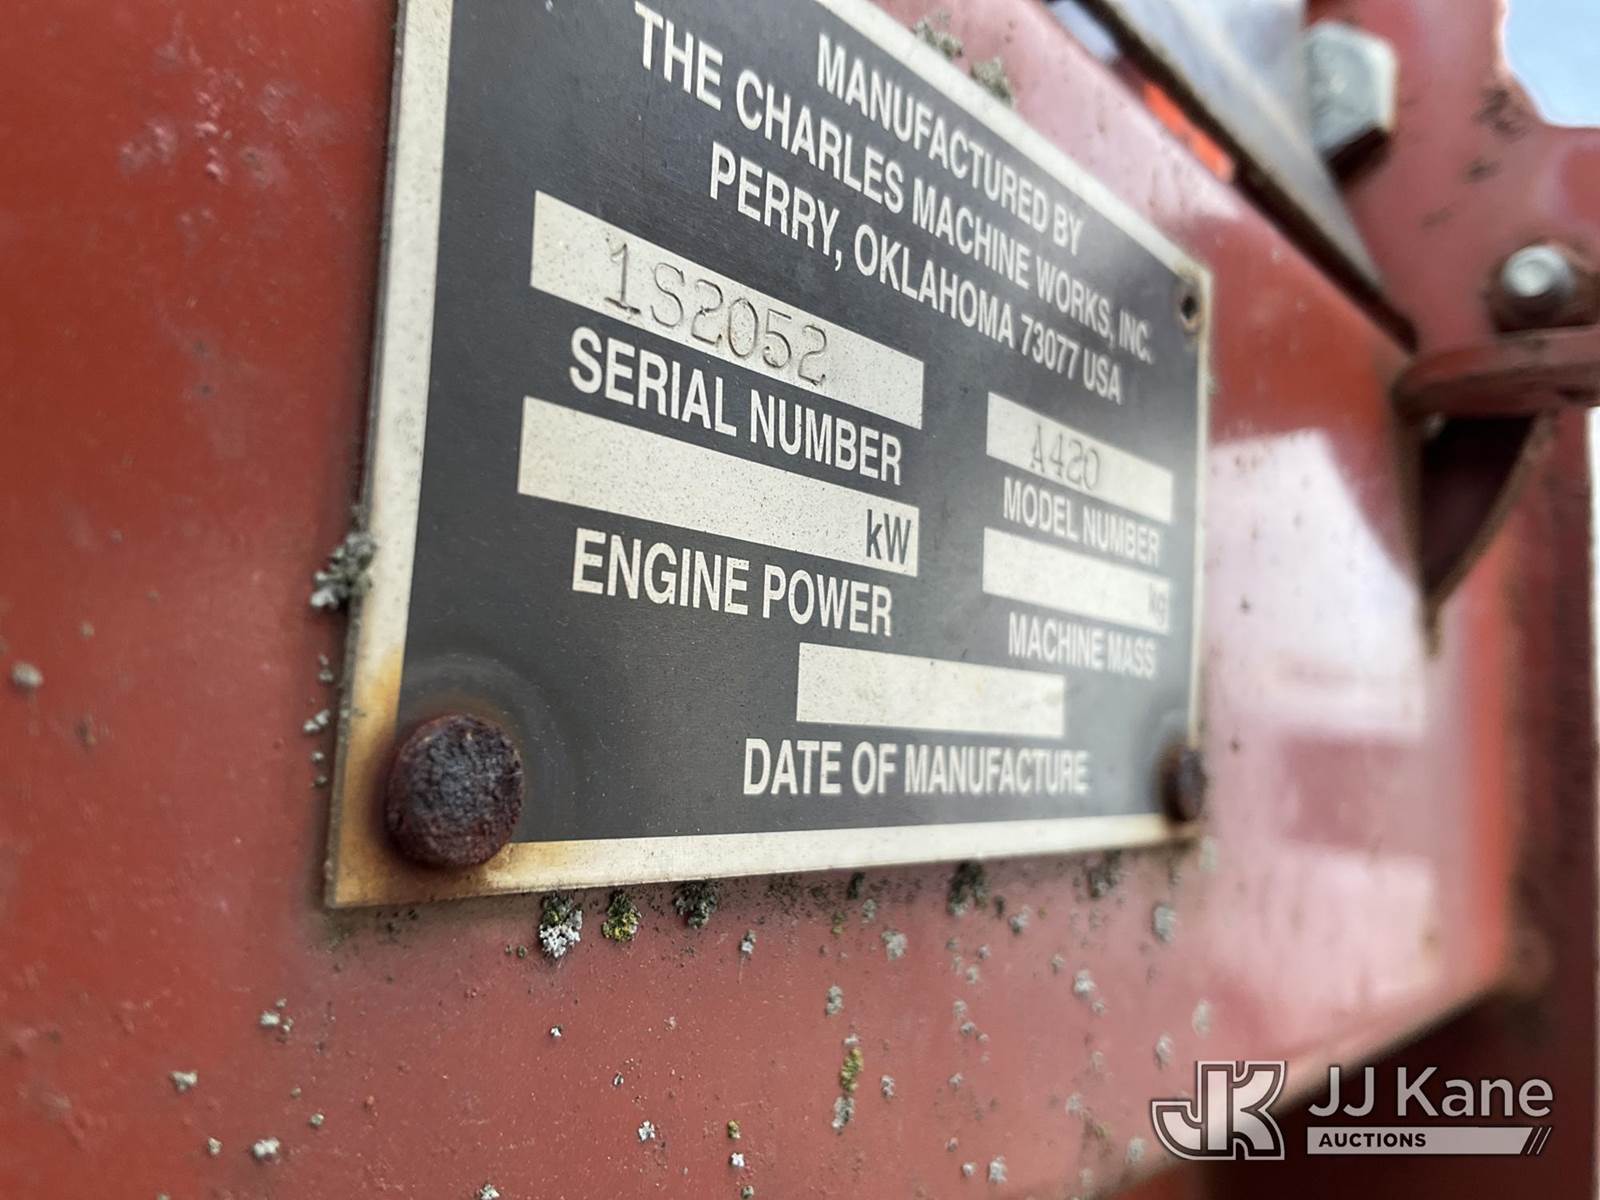 MANUFACTURED BY
THE CHARLES MACHINE WORKS, INC.
PERRY, OKLAHOMA 73077 USA
1S2052
SERIAL NUMBER
A420
MODEL NUMBER
kW
ENGINE POWER
kg
MACHINE MASS
DATE OF MANUFACTURE
JK
JJ Kane
AUCTIONS